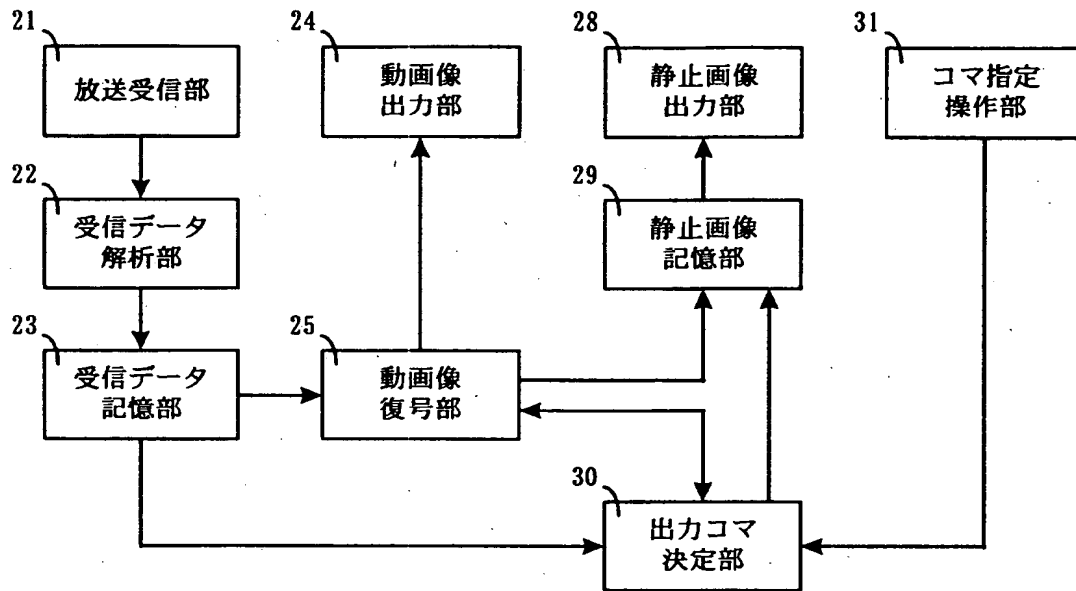 21
放送受信部
24
動画像
出力部
28
静止画像
出力部
31
コマ指定
操作部
22
受信データ
解析部
29
静止画像
記憶部
23
受信データ
記憶部
25
動画像
復号部
30
出力コマ
決定部